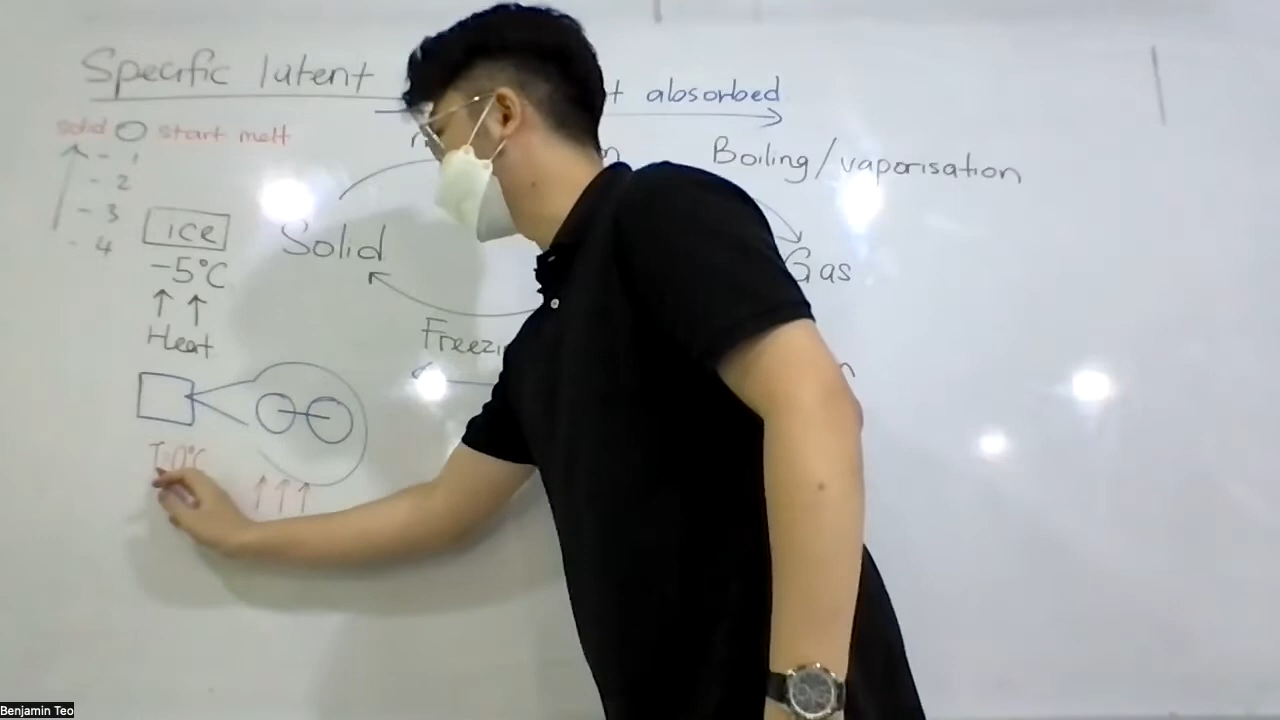 Specific latent
absorbed
solid 0 start melt
- 1
- 2
- 3
- 4
Boiling/vaporisation
ice
-5°C
Solid
Gas
Heat
T=0°C
Benjamin Teo